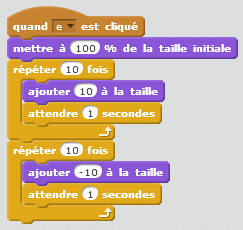 quand e est cliqué
mettre à 100 % de la taille initiale
répéter 10 fois
ajouter 10 à la taille
attendre 1 secondes
répéter 10 fois
ajouter -10 à la taille
attendre 1 secondes